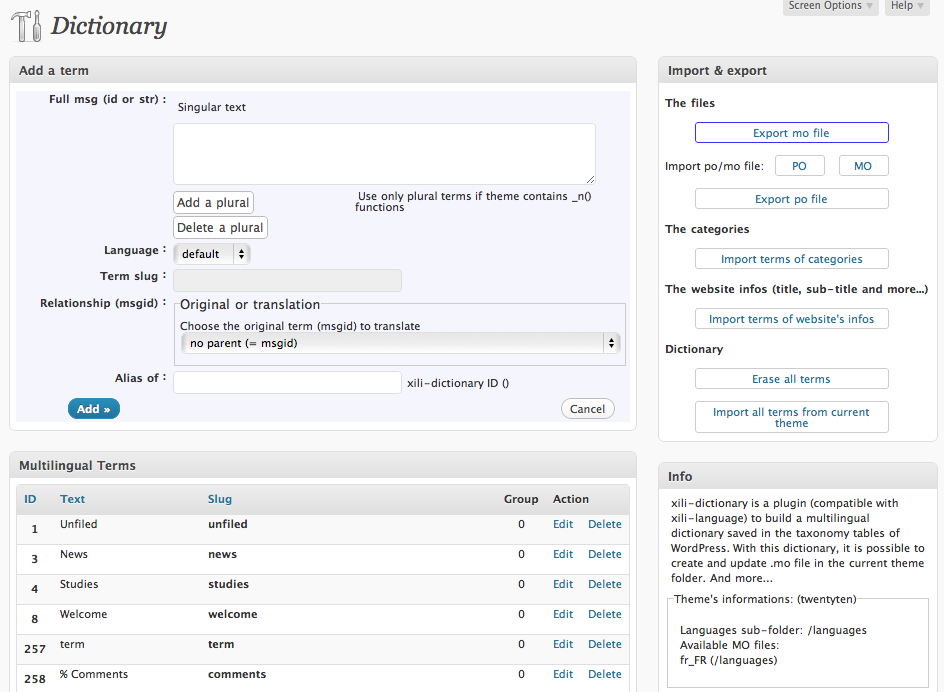 Screen Options
Help
Dictionary
Add a term
Full msg (id or str) :
Singular text
Add a plural
Use only plural terms if theme contains _n()
functions
Delete a plural
Language :
default
Term slug :
Relationship (msgid) :
Original or translation
Choose the original term (msgid) to translate
no parent (= msgid)
Alias of :
xili-dictionary ID ()
Add »
Cancel
Import & export
The files
Export mo file
Import po/mo file: PO MO
Export po file
The categories
Import terms of categories
The website infos (title, sub-title and more...)
Import terms of website's infos
Dictionary
Erase all terms
Import all terms from current
theme
Multilingual Terms
ID Text Slug Group Action
1 Unfiled unfiled 0 Edit Delete
3 News news 0 Edit Delete
4 Studies studies 0 Edit Delete
8 Welcome welcome 0 Edit Delete
257 term term 0 Edit Delete
258 % Comments comments 0 Edit Delete
Info
xili-dictionary is a plugin (compatible with
xili-language) to build a multilingual
dictionary saved in the taxonomy tables of
WordPress. With this dictionary, it is possible to
create and update .mo file in the current theme
folder. And more...
Theme's informations: (twentyten)
Languages sub-folder: /languages
Available MO files:
fr_FR (/languages)